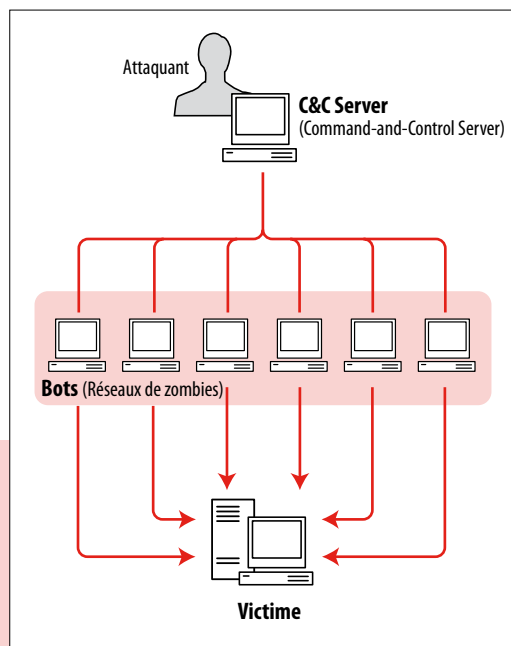 Attaquant
C&C Server
(Command-and-Control Server)
Bots (Réseaux de zombies)
Victime